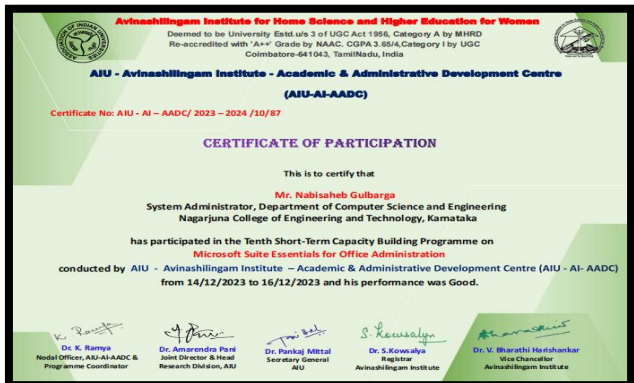 Avinashilingam Institute for Home Science and Higher Education for Women
Deemed to be University Estd.u/s 3 of UGC Act 1956, Category A by MHRD
Re-accredited with 'A++' Grade by NAAC. CGPA 3.65/4,Category I by UGC
Coimbatore-641043, TamilNadu, India
AIU - Avinashilingam Institute - Academic & Administrative Development Centre
(AIU-AI-AADC)
Certificate No: AIU - AI – AADC/ 2023 – 2024 /10/87
CERTIFICATE OF PARTICIPATION
This is to certify that
Mr. Nabisaheb Gulbarga
System Administrator, Department of Computer Science and Engineering
Nagarjuna College of Engineering and Technology, Karnataka
has participated in the Tenth Short-Term Capacity Building Programme on
Microsoft Suite Essentials for Office Administration
conducted by AIU - Avinashilingam Institute – Academic & Administrative Development Centre (AIU - AI- AADC)
from 14/12/2023 to 16/12/2023 and his performance was Good.
Dr. K. Ramya
Nodal Officer, AIU-AI-AADC &
Programme Coordinator
Dr. Amarendra Pani
Joint Director & Head
Research Division, AIU
Dr. Pankaj Mittal
Secretary General
AIU
S. Kowsalya
Dr. S.Kowsalya
Registrar
Avinashilingam Institute
Dr. V. Bharathi Harishankar
Vice Chancellor
Avinashilingam Institute